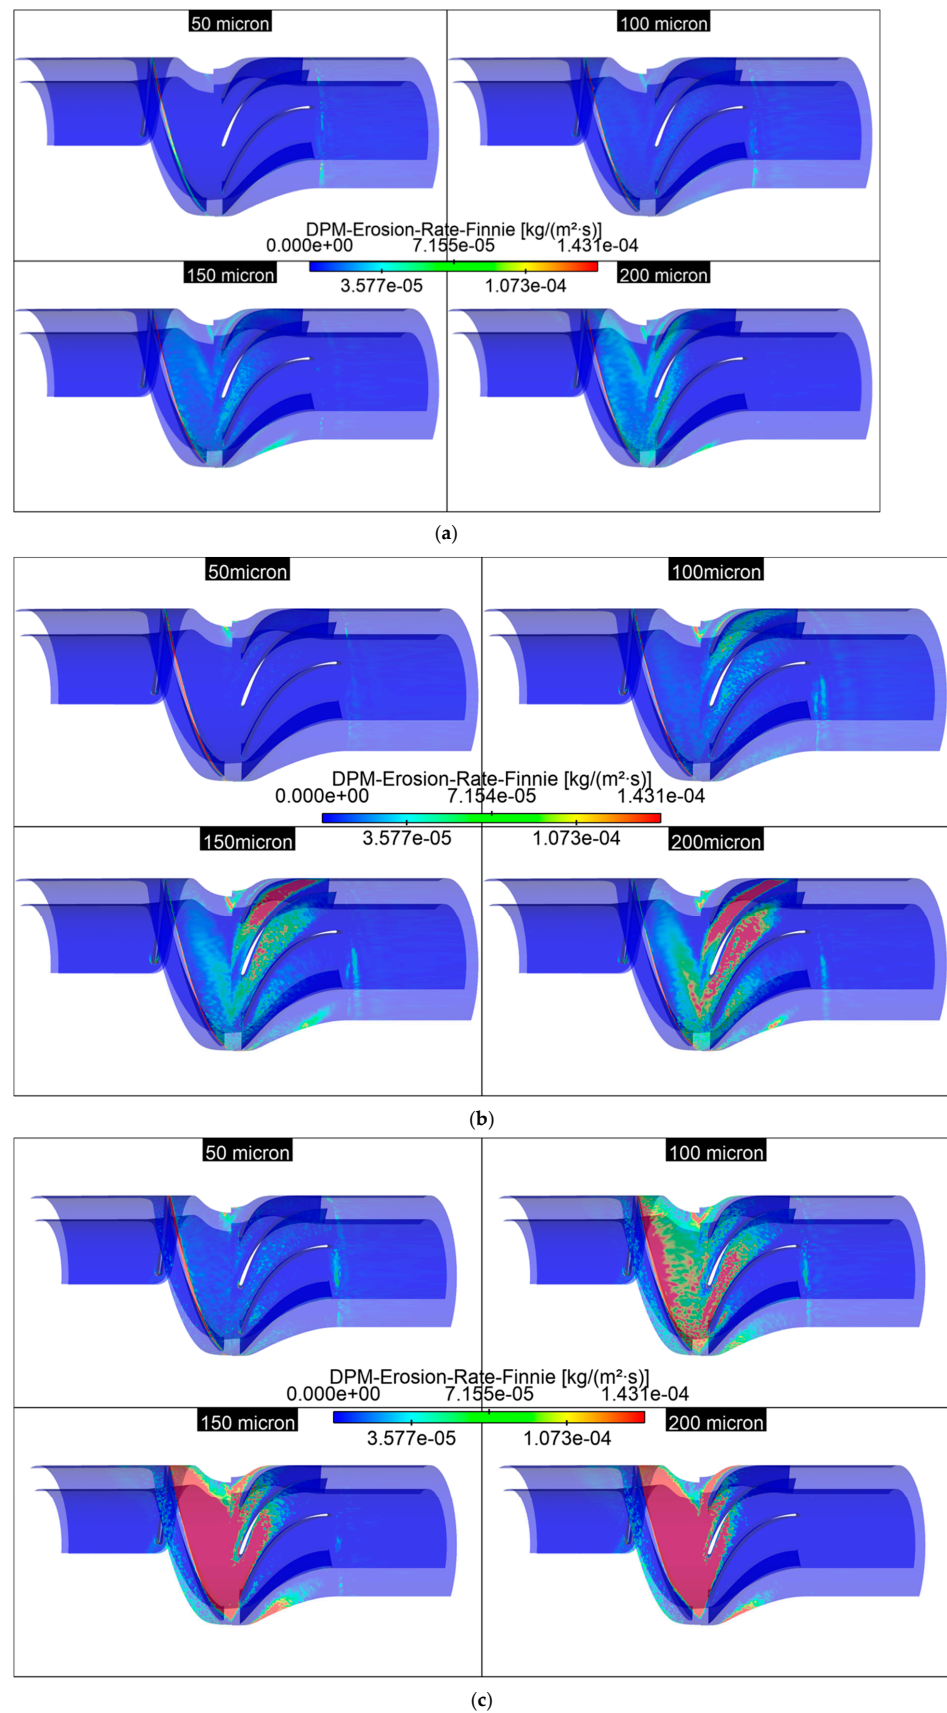 50 micron
100 micron
DPM-Erosion-Rate-Finnie [kg/(m²·s)]
0.000e+00 7.155e-05 1.431e-04
150 micron
200 micron
3.577e-05 1.073e-04
(a)
50micron
100micron
DPM-Erosion-Rate-Finnie [kg/(m²·s)]
0.000e+00 7.154e-05 1.431e-04
150micron
200micron
3.577e-05 1.073e-04
(b)
50 micron
100 micron
DPM-Erosion-Rate-Finnie [kg/(m²·s)]
0.000e+00 7.155e-05 1.431e-04
150 micron
200 micron
3.577e-05 1.073e-04
(c)